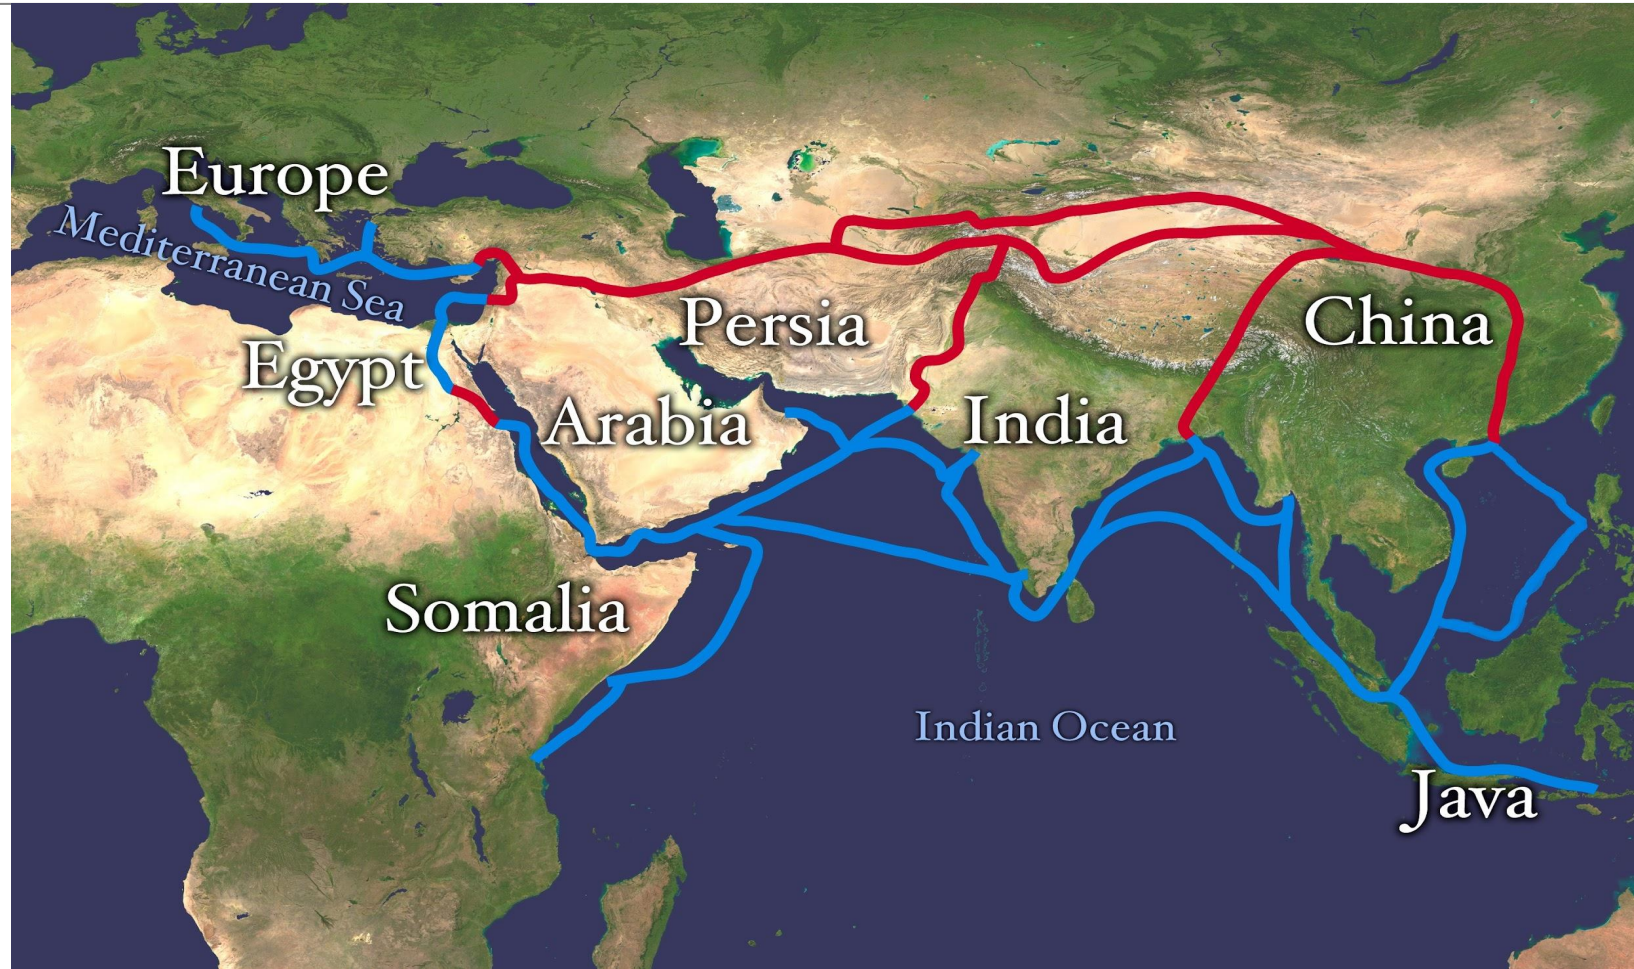 Europe
Mediterranean Sea
Persia
China
Egypt
Arabia
India
Somalia
Indian Ocean
Java